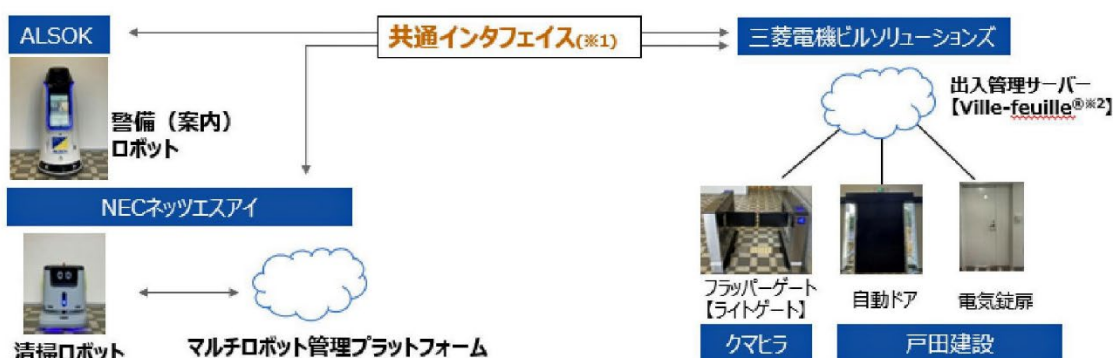 ALSOK
共通インタフェイス(※1)
三菱電機ビルソリューションズ
警備（案内）
ロボット
出入管理サーバー
【Ville-feuille®※2】
NECネッツエスアイ
清掃ロボット
マルチロボット管理プラットフォーム
フラッパーゲート
【ライトゲート】
自動ドア
電気錠扉
クマヒラ
戸田建設